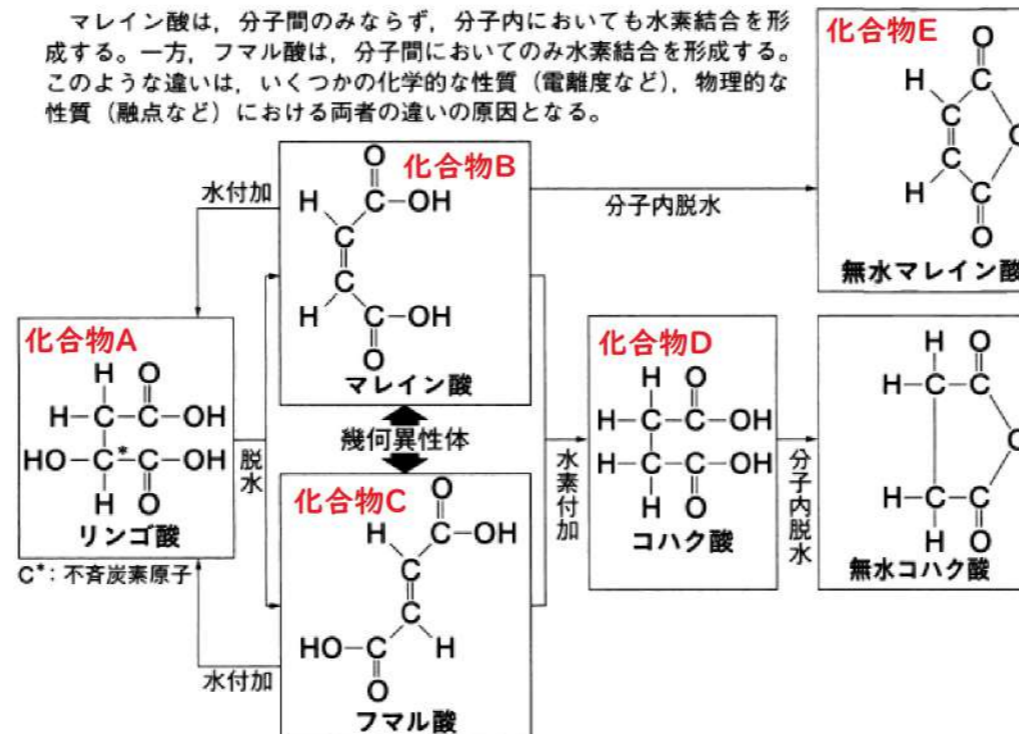 マレイン酸は，分子間のみならず，分子内においても水素結合を形
成する。一方，フマル酸は，分子間においてのみ水素結合を形成する。
このような違いは，いくつかの化学的な性質（電離度など），物理的な
性質（融点など）における両者の違いの原因となる。
化合物E
O
C
H
C
O
C
H
C
O
無水マレイン酸
化合物B
O
H
C－OH
C
C
H
C－OH
O
マレイン酸
水付加
分子内脱水
化合物A
H O
H－C－C－OH
HO－C*－C－OH
H O
リンゴ酸
C*：不斉炭素原子
脱水
幾何異性体
水素付加
化合物D
H O
H－C－C－OH
H－C－C－OH
H O
コハク酸
分子内脱水
H O
H－C－C
O
H－C－C
H O
無水コハク酸
化合物C
O
H
C－OH
C
C
HO－C
H
O
フマル酸
水付加